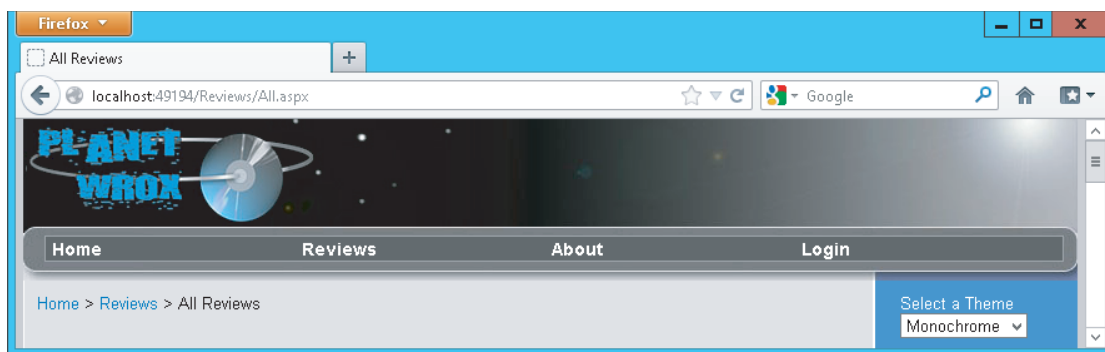 Firefox
All Reviews
localhost:49194/Reviews/All.aspx
Google
PLANET
WROX
Home Reviews About Login
Home > Reviews > All Reviews
Select a Theme
Monochrome